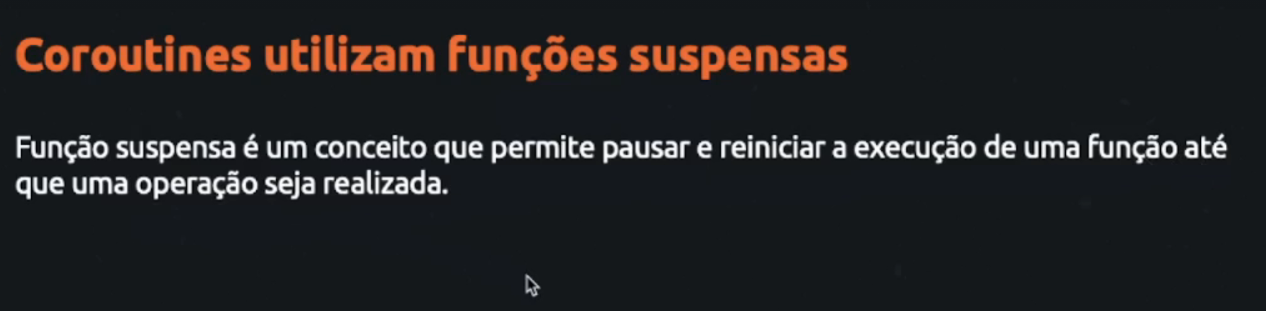 Coroutines utilizam funções suspensas
Função suspensa é um conceito que permite pausar e reiniciar a execução de uma função até
que uma operação seja realizada.